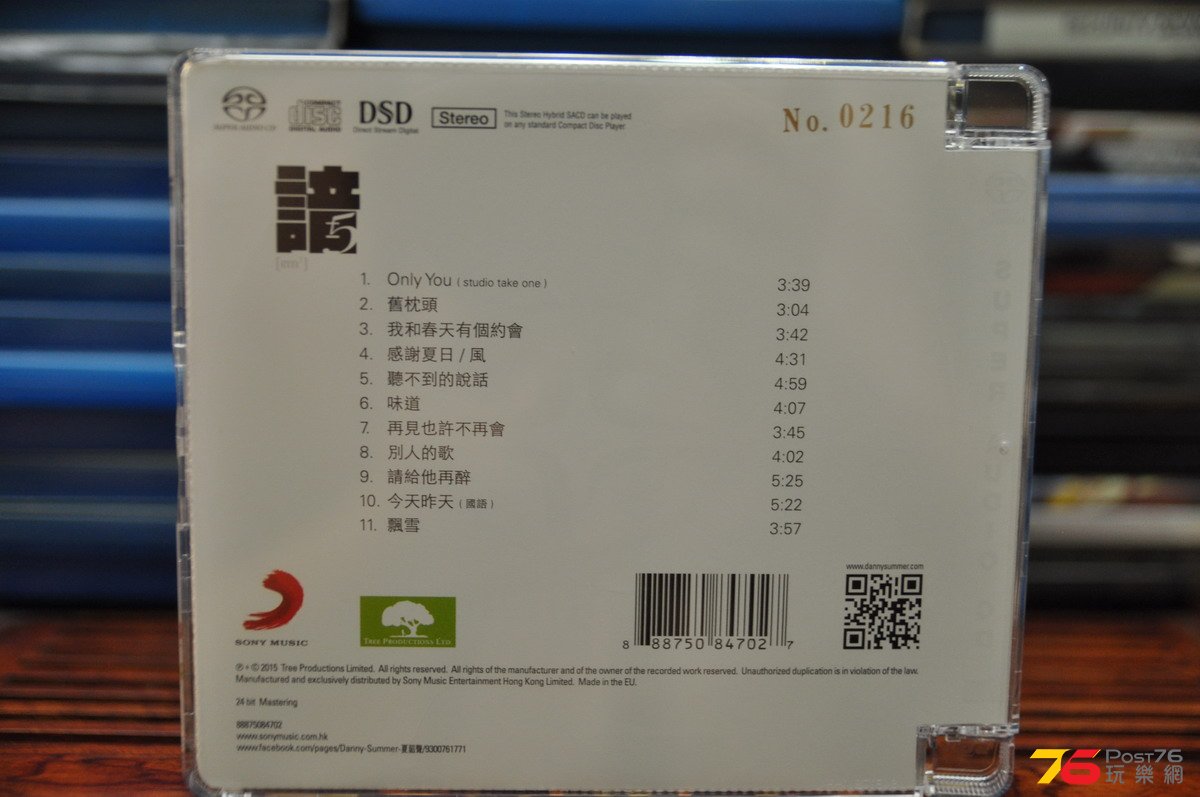 SUPER AUDIO CD
COMPACT disc DIGITAL AUDIO
DSD
Direct Stream Digital
Stereo
This Stereo Hybrid SACD can be played
on any standard Compact Disc Player
No. 0216
諳5
1. Only You ( studio take one ) 3:39
2. 舊枕頭 3:04
3. 我和春天有個約會 3:42
4. 感謝夏日 / 風 4:31
5. 聽不到的說話 4:59
6. 味道 4:07
7. 再見也許不再會 3:45
8. 別人的歌 4:02
9. 請給他再醉 5:25
10. 今天昨天 ( 國語 ) 5:22
11. 飄雪 3:57
SONY MUSIC
TREE PRODUCTIONS LTD
8 88750 84702 7
www.dannysummer.com
℗ + © 2015 Tree Productions Limited. All rights reserved. All rights of the manufacturer and of the owner of the recorded work reserved. Unauthorized duplication is in violation of the law.
Manufactured and exclusively distributed by Sony Music Entertainment Hong Kong Limited. Made in the EU.
24 bit Mastering
88875084702
www.sonymusic.com.hk
www.facebook.com/pages/Danny-Summer-夏韶聲/9300761771
76 POST76
玩樂網